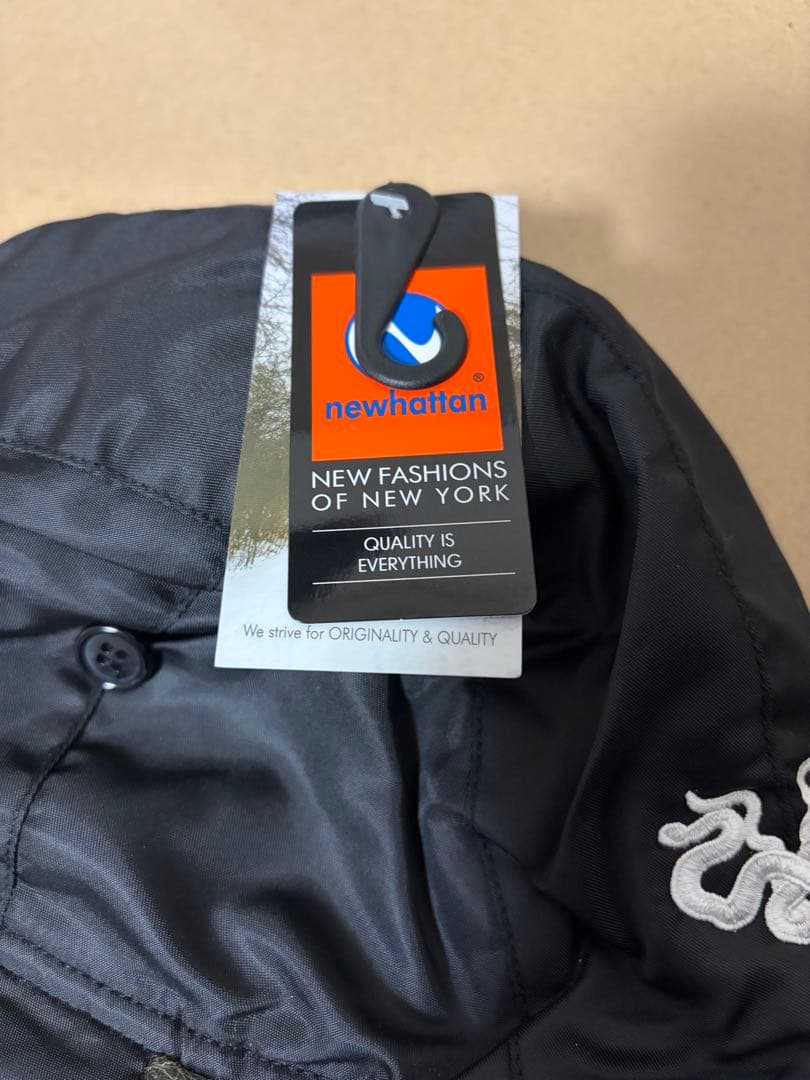 ®
newhattan
NEW FASHIONS
OF NEW YORK
QUALITY IS
EVERYTHING
We strive for ORIGINALITY & QUALITY